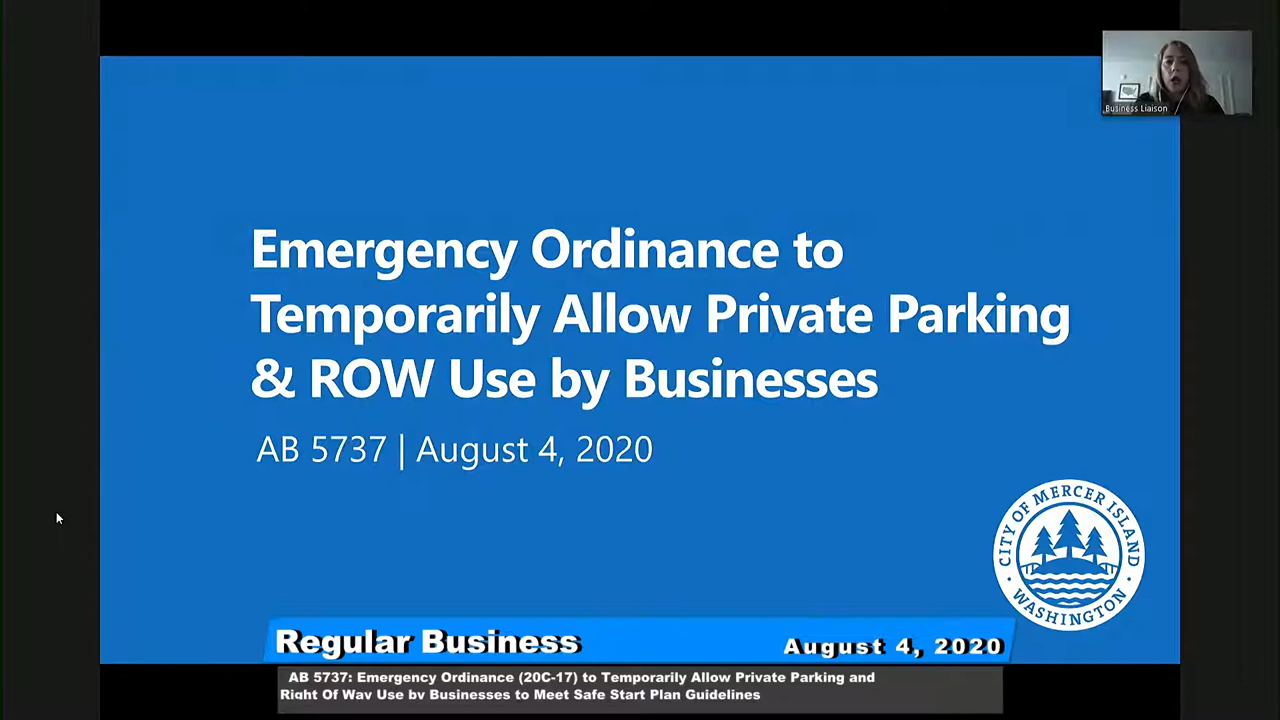 Business Liaison
Emergency Ordinance to
Temporarily Allow Private Parking
& ROW Use by Businesses
AB 5737 | August 4, 2020
CITY OF MERCER ISLAND
WASHINGTON
Regular Business
August 4, 2020
AB 5737: Emergency Ordinance (20C-17) to Temporarily Allow Private Parking and
Right Of Way Use by Businesses to Meet Safe Start Plan Guidelines